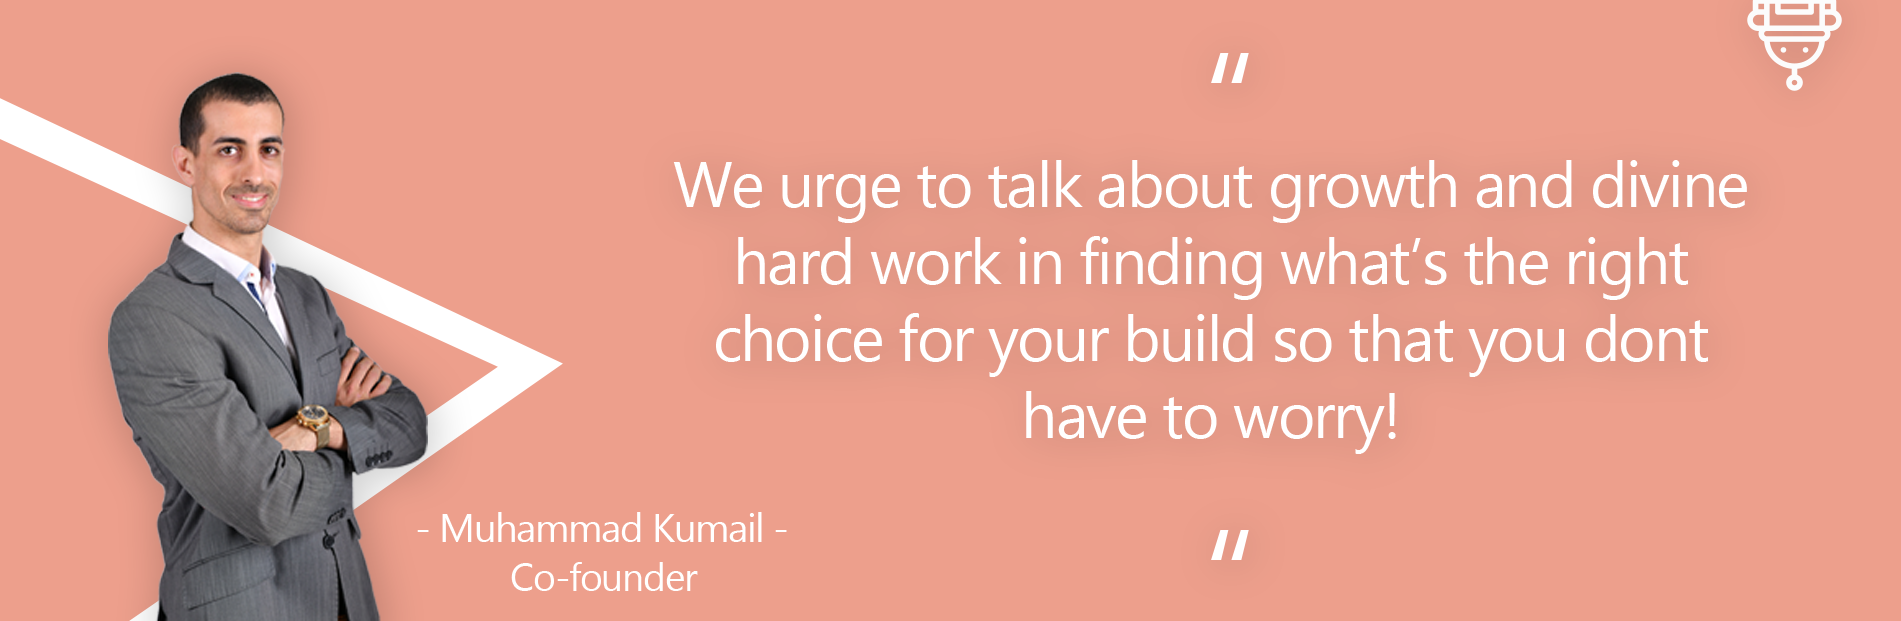 “
We urge to talk about growth and divine
hard work in finding what’s the right
choice for your build so that you dont
have to worry!
“
- Muhammad Kumail -
Co-founder